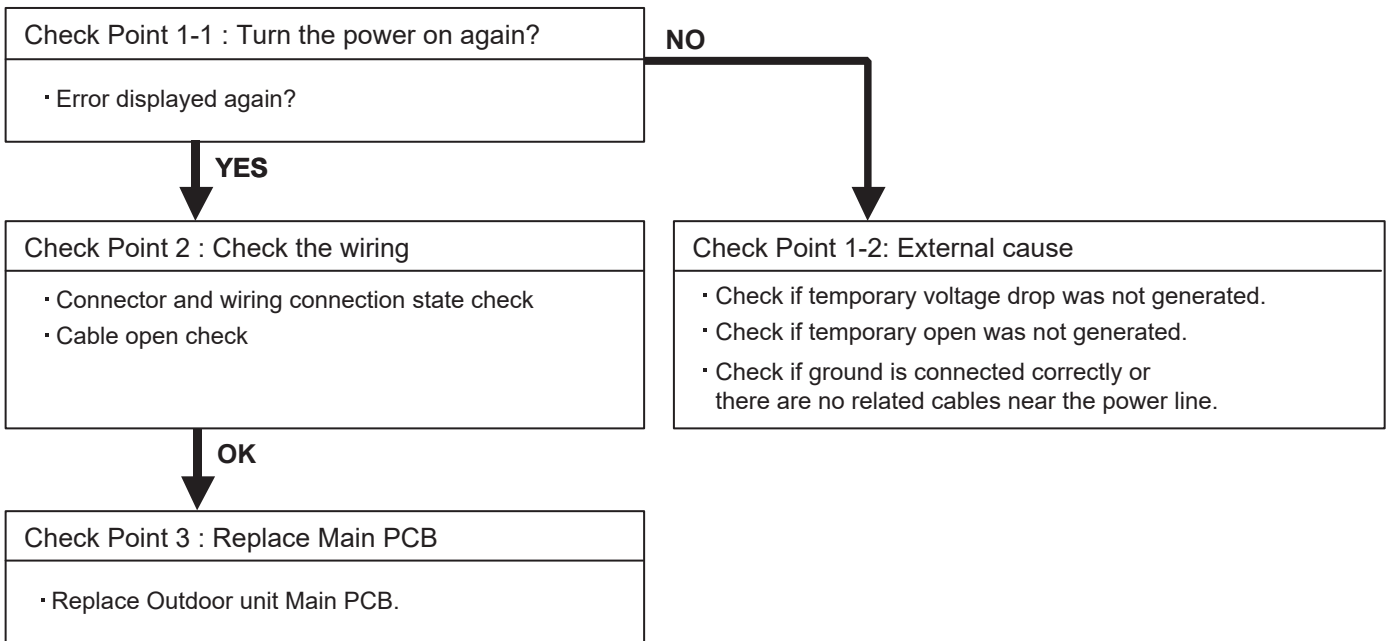 Check Point 1-1 : Turn the power on again?
・Error displayed again?
NO
YES
Check Point 2 : Check the wiring
・Connector and wiring connection state check
・Cable open check
Check Point 1-2: External cause
・Check if temporary voltage drop was not generated.
・Check if temporary open was not generated.
・Check if ground is connected correctly or
there are no related cables near the power line.
OK
Check Point 3 : Replace Main PCB
・Replace Outdoor unit Main PCB.